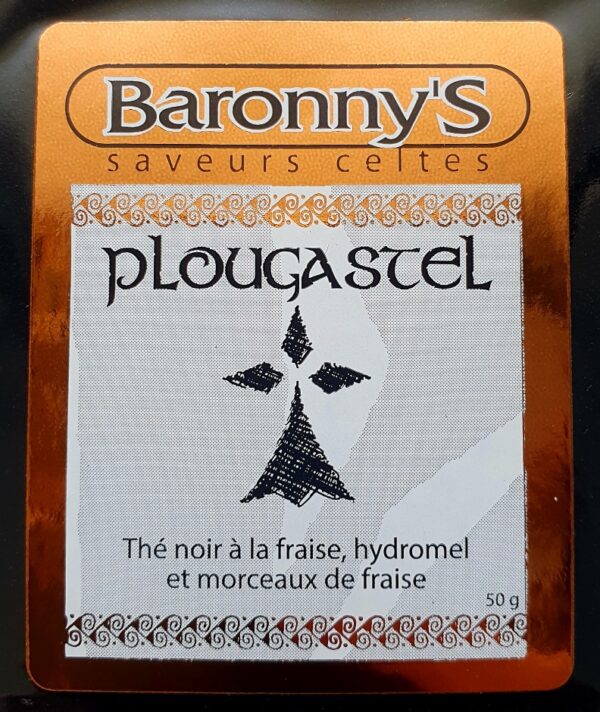 Baronny'S
saveurs celtes
PLOUGASTEL
Thé noir à la fraise, hydromel
et morceaux de fraise
50 g